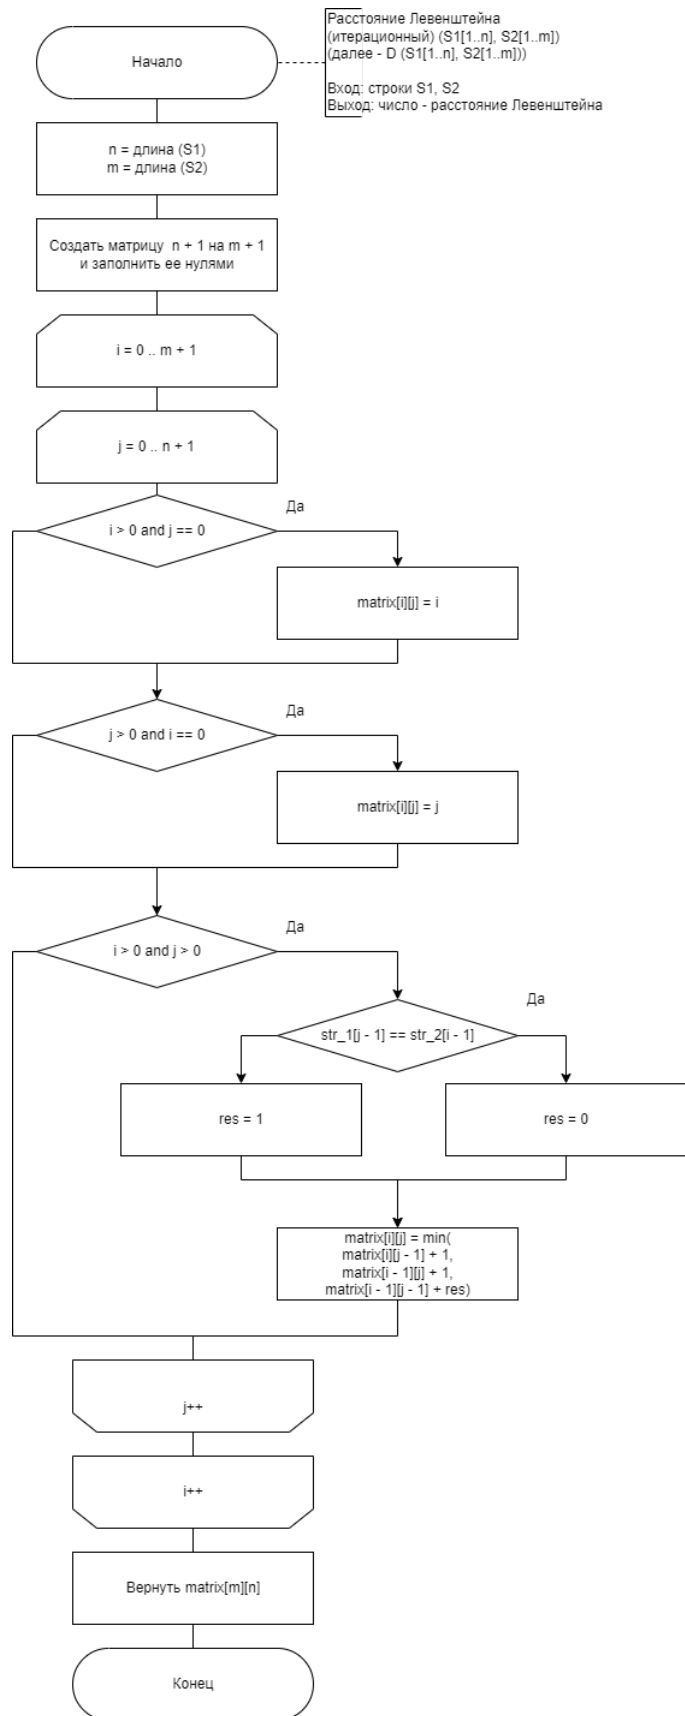 Расстояние Левенштейна
(итерационный) (S1[1..n], S2[1..m])
(далее - D (S1[1..n], S2[1..m]))
Вход: строки S1, S2
Выход: число - расстояние Левенштейна
Начало
n = длина (S1)
m = длина (S2)
Создать матрицу n + 1 на m + 1
и заполнить ее нулями
i = 0 .. m + 1
j = 0 .. n + 1
Да
i > 0 and j == 0
matrix[i][j] = i
Да
j > 0 and i == 0
matrix[i][j] = j
Да
i > 0 and j > 0
Да
str_1[j - 1] == str_2[i - 1]
res = 1
res = 0
matrix[i][j] = min(
matrix[i][j - 1] + 1,
matrix[i - 1][j] + 1,
matrix[i - 1][j - 1] + res)
j++
i++
Вернуть matrix[m][n]
Конец